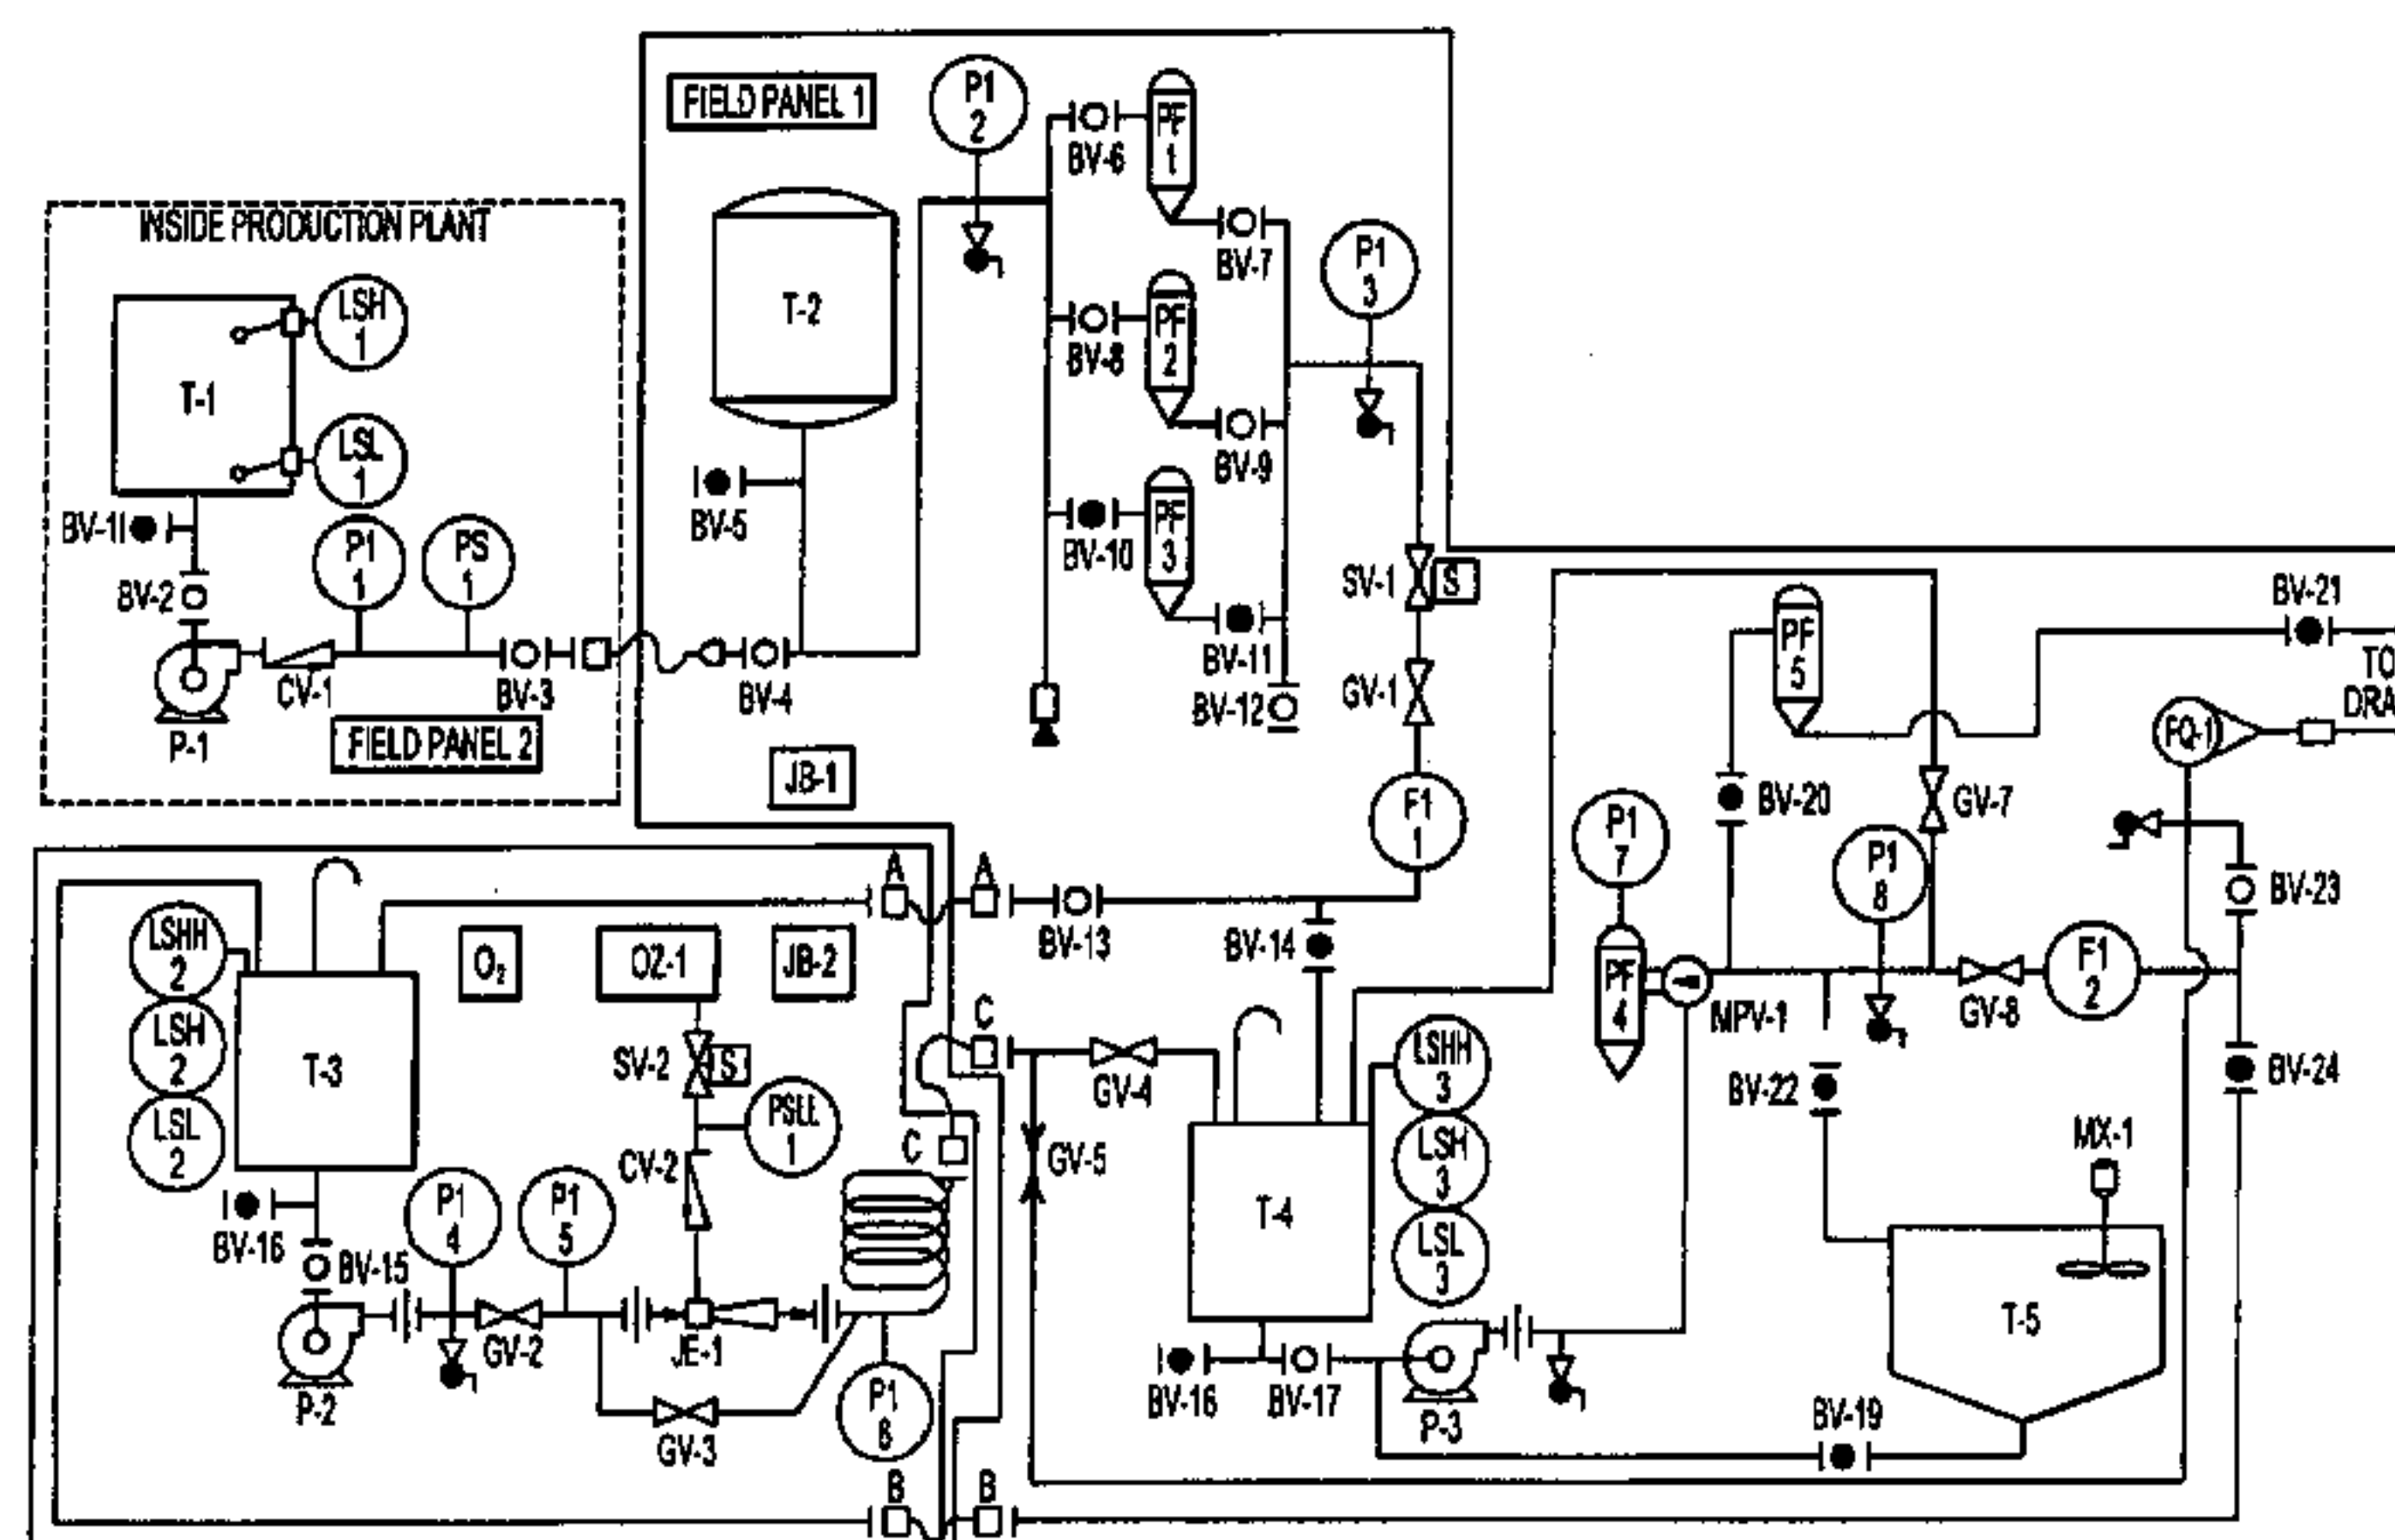 FIELD PANEL 1
P1
2
BV-6
PF
1
BV-7
INSIDE PRODUCTION PLANT
LSH
1
T-1
LSL
1
T-2
BV-8
PF
2
BV-9
P1
3
BV-1
BV-2
P1
1
PS
1
BV-5
BV-10
PF
3
BV-11
BV-12
SV-1
S
GV-1
P-1
CV-1
BV-3
FIELD PANEL 2
BV-4
JB-1
F1
1
PF
5
BV-21
TO
DRA
FQ-1
BV-20
GV-7
P1
7
P1
8
BV-23
A
A
BV-13
BV-14
LSHH
2
LSH
2
LSL
2
T-3
O₂
OZ-1
JB-2
SV-2
S
PSLL
1
CV-2
C
C
GV-4
GV-5
PF
4
MPV-1
GV-8
F1
2
BV-24
BV-22
MX-1
LSHH
3
LSH
3
LSL
3
T-4
T-5
BV-16
BV-15
P1
4
P1
5
P-2
GV-2
JE-1
GV-3
P1
6
BV-16
BV-17
P-3
BV-19
B
B